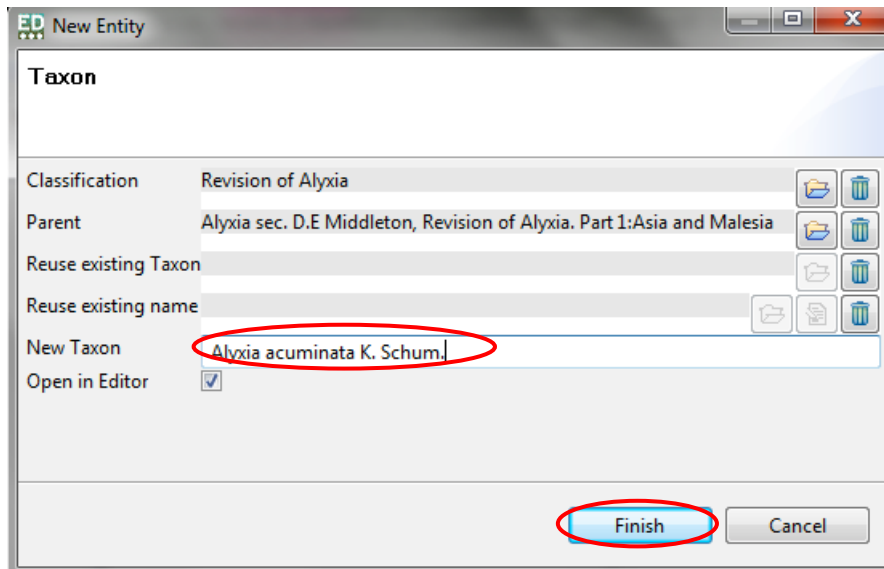 ED New Entity
Taxon
Classification Revision of Alyxia
Parent Alyxia sec. D.E Middleton, Revision of Alyxia. Part 1:Asia and Malesia
Reuse existing Taxon
Reuse existing name
New Taxon Alyxia acuminata K. Schum.
Open in Editor
Finish Cancel